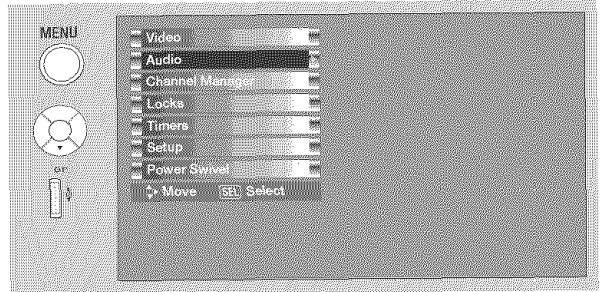 MENU
Video
Audio
Channel Manager
Locks
Timers
Setup
Power Swivel
Move SEL Select
or